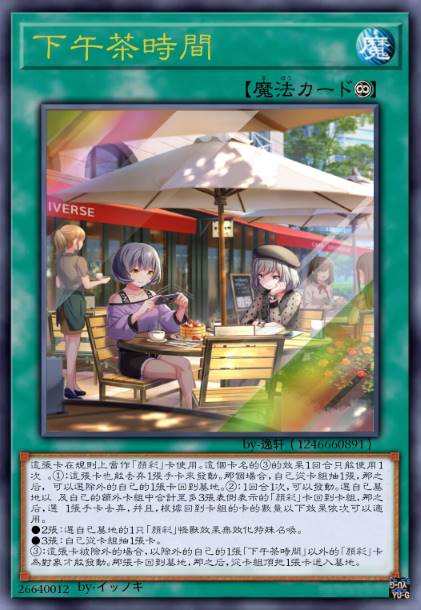 下午茶時間
魔
ま ほう
【魔法カード】
IVERSE
by-逸轩（1246660891）
這張卡在規則上當作「顏彩」卡使用。這個卡名的③的效果1回合只能使用1
次 。①：這張卡也能丟弃1張手卡來發動。那個場合，自己從卡組抽1張，那之
后，可以選除外的自己的1張卡回到墓地。②：1回合1次，可以發動。選自己墓
地以 及自己的額外卡組中合計至多3張表側表示的「顏彩」卡回到卡組，那之
后，選 1張手卡丟弃，并且，根據回到卡組的卡的數量以下效果依次可以適
用。
●2張：選自己墓地的1只「顏彩」怪獸效果無效化特殊召喚。
●3張：自己從卡組抽1張卡。
③：這張卡被除外的場合，以除外的自己的1張「下午茶時間」以外的「顏彩」卡
為對象才能發動。那張卡回到墓地，那之后，從卡組頂把1張卡送入墓地。
26640012 by-イッノキ
YU-G